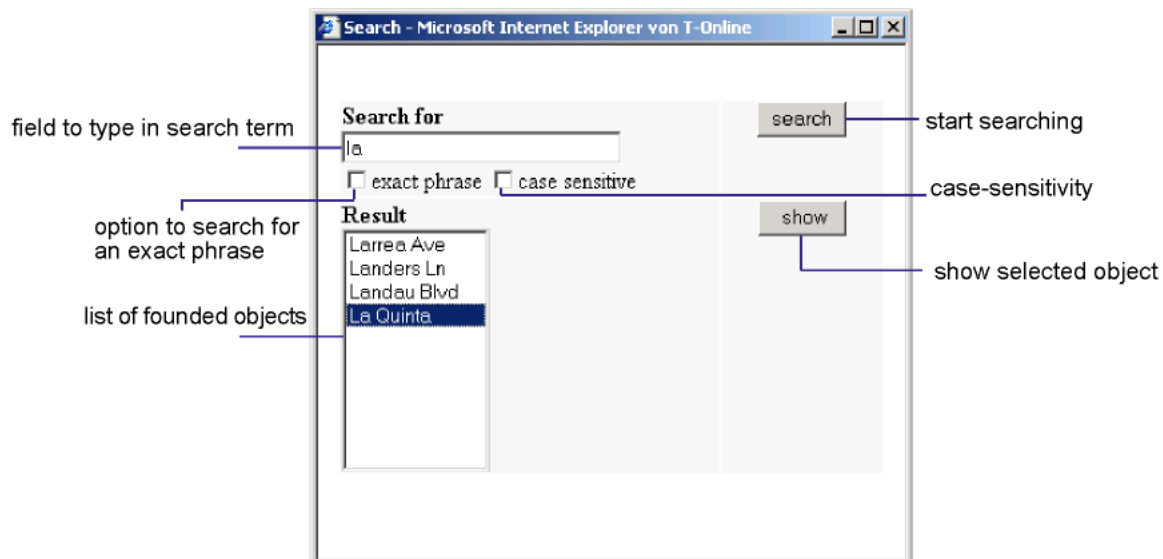 Search - Microsoft Internet Explorer von T-Online
Search for
search
start searching
field to type in search term
la
exact phrase
case sensitive
case-sensitivity
option to search for
an exact phrase
Result
show
show selected object
Larrea Ave
Landers Ln
Landau Blvd
La Quinta
list of founded objects